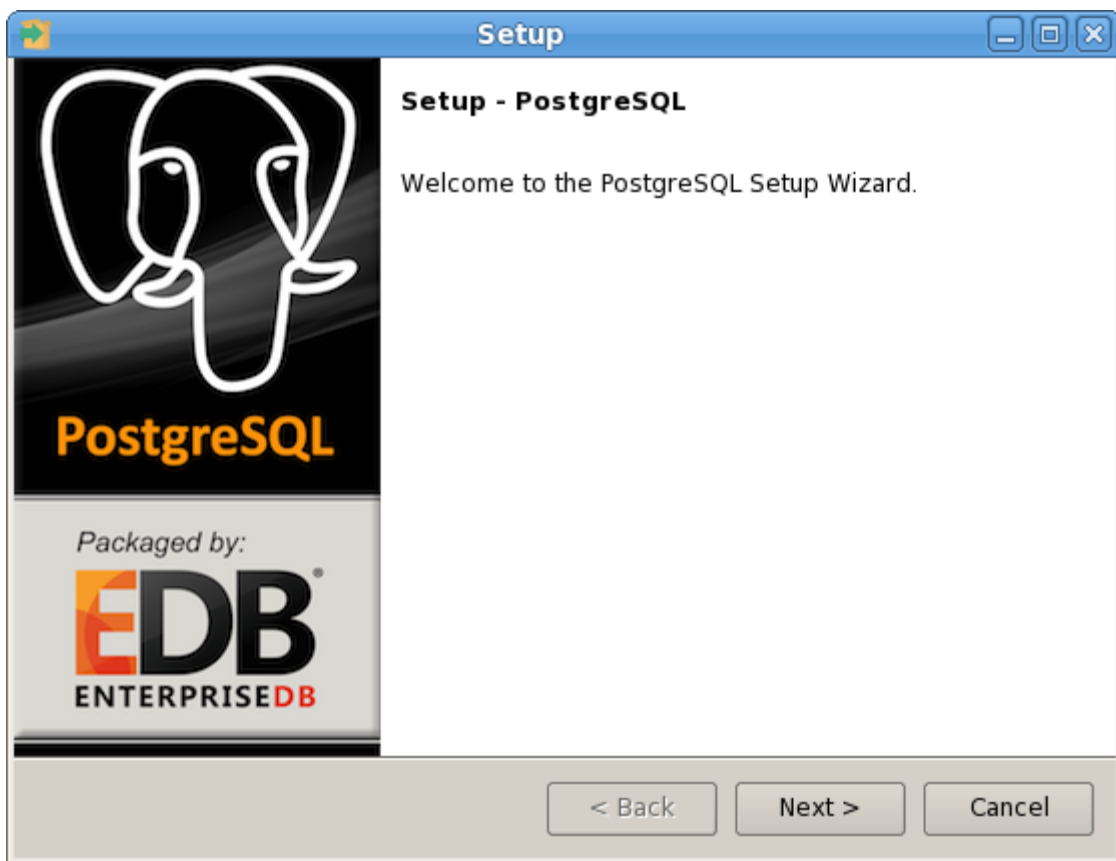 Setup
Setup - PostgreSQL
Welcome to the PostgreSQL Setup Wizard.
PostgreSQL
Packaged by:
EDB
ENTERPRISEDB
< Back
Next >
Cancel